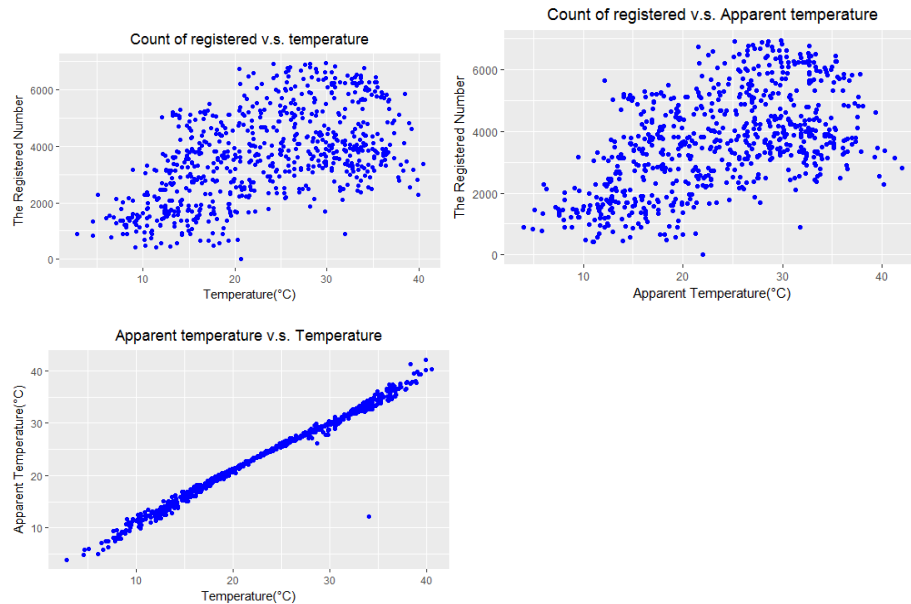 Count of registered v.s. temperature
The Registered Number
6000
4000
2000
0
10 20 30 40
Temperature(°C)
Count of registered v.s. Apparent temperature
The Registered Number
6000
4000
2000
0
10 20 30 40
Apparent Temperature(°C)
Apparent temperature v.s. Temperature
Apparent Temperature(°C)
40
30
20
10
10 20 30 40
Temperature(°C)